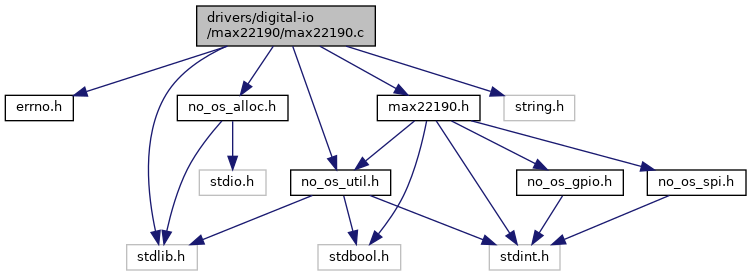 drivers/digital-io
/max22190/max22190.c
errno.h
no_os_alloc.h
max22190.h
string.h
stdio.h
no_os_util.h
no_os_gpio.h
no_os_spi.h
stdlib.h
stdbool.h
stdint.h